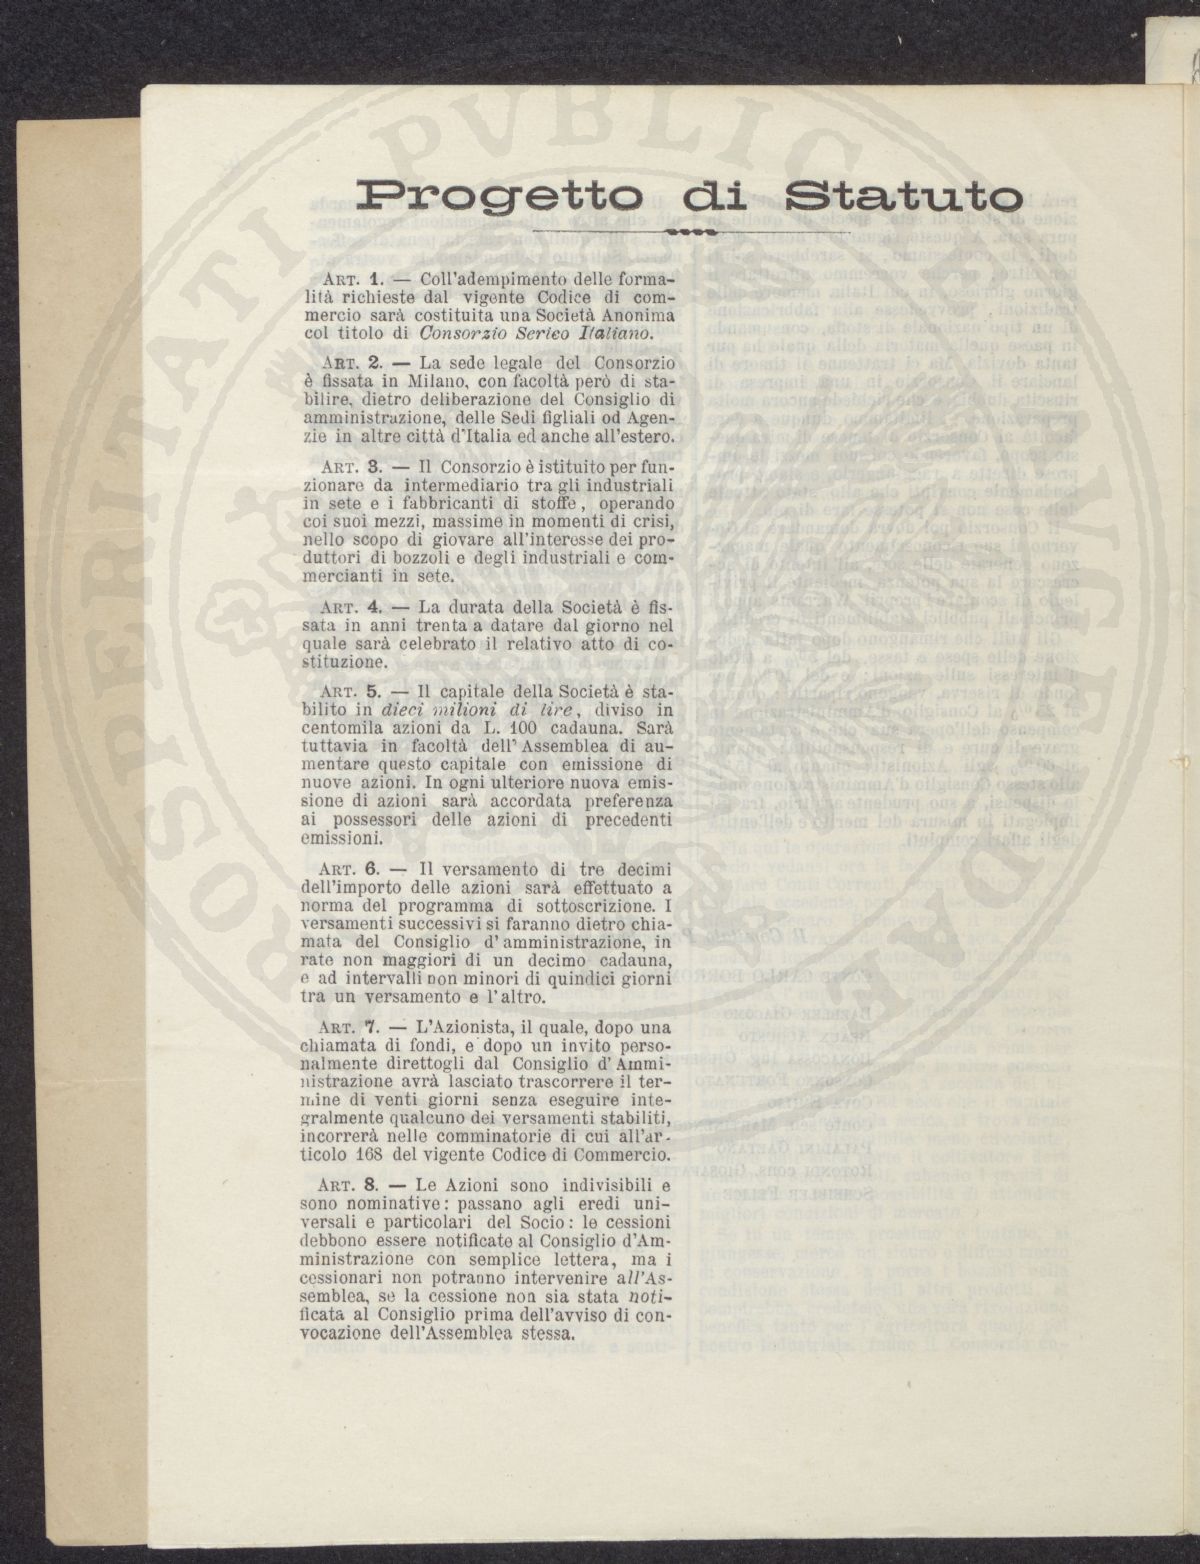 Progetto di Statuto
ART. 1. — Coll'adempimento delle forma-
lità richieste dal vigente Codice di com-
mercio sarà costituita una Società Anonima
col titolo di Consorzio Serico Italiano.
ART. 2. — La sede legale del Consorzio
è fissata in Milano, con facoltà però di sta-
bilire, dietro deliberazione del Consiglio di
amministrazione, delle Sedi figliali od Agen-
zie in altre città d'Italia ed anche all'estero.
ART. 3. — Il Consorzio è istituito per fun-
zionare da intermediario tra gli industriali
in sete e i fabbricanti di stoffe, operando
coi suoi mezzi, massime in momenti di crisi,
nello scopo di giovare all'interesse dei pro-
duttori di bozzoli e degli industriali e com-
mercianti in sete.
ART. 4. — La durata della Società è fis-
sata in anni trenta a datare dal giorno nel
quale sarà celebrato il relativo atto di co-
stituzione.
ART. 5. — Il capitale della Società è sta-
bilito in dieci milioni di lire, diviso in
centomila azioni da L. 100 cadauna. Sarà
tuttavia in facoltà dell'Assemblea di au-
mentare questo capitale con emissione di
nuove azioni. In ogni ulteriore nuova emis-
sione di azioni sarà accordata preferenza
ai possessori delle azioni di precedenti
emissioni.
ART. 6. — Il versamento di tre decimi
dell'importo delle azioni sarà effettuato a
norma del programma di sottoscrizione. I
versamenti successivi si faranno dietro chia-
mata del Consiglio d'amministrazione, in
rate non maggiori di un decimo cadauna,
e ad intervalli non minori di quindici giorni
tra un versamento e l'altro.
ART. 7. — L'Azionista, il quale, dopo una
chiamata di fondi, e dopo un invito perso-
nalmente direttogli dal Consiglio d'Ammi-
nistrazione avrà lasciato trascorrere il ter-
mine di venti giorni senza eseguire inte-
gralmente qualcuno dei versamenti stabiliti,
incorrerà nelle comminatorie di cui all'ar-
ticolo 168 del vigente Codice di Commercio.
ART. 8. — Le Azioni sono indivisibili e
sono nominative: passano agli eredi uni-
versali e particolari del Socio: le cessioni
debbono essere notificate al Consiglio d'Am-
ministrazione con semplice lettera, ma i
cessionari non potranno intervenire all'As-
semblea, se la cessione non sia stata noti-
ficata al Consiglio prima dell'avviso di con-
vocazione dell'Assemblea stessa.
PROSPERITATI PVBLICAE AVGENDAE